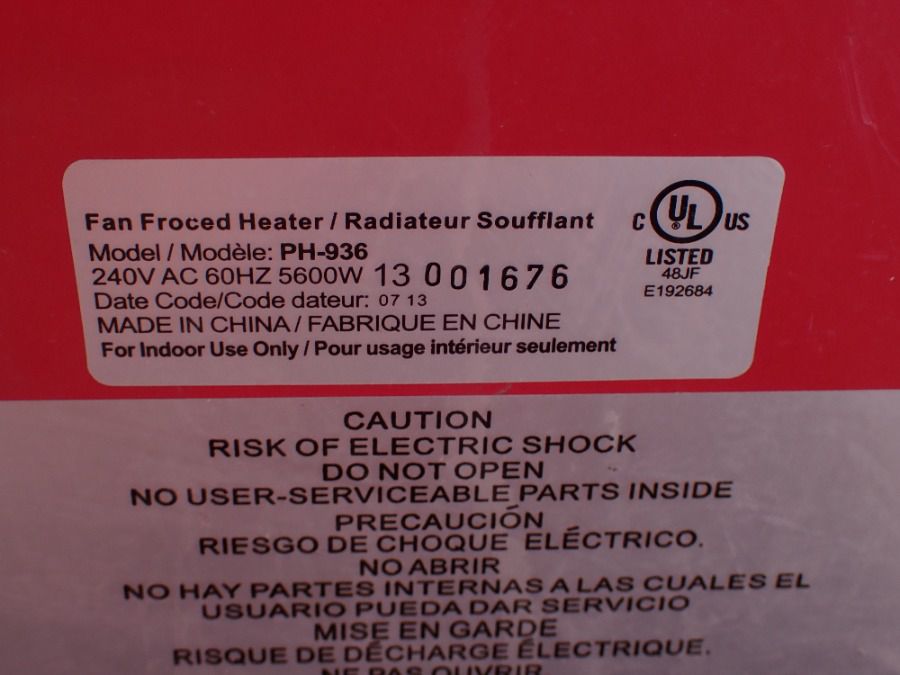 Fan Froced Heater / Radiateur Soufflant
Model / Modèle: PH-936
240V AC 60HZ 5600W 13 001676
Date Code/Code dateur: 07 13
MADE IN CHINA / FABRIQUE EN CHINE
For Indoor Use Only / Pour usage intérieur seulement
C UL® US
LISTED
48JF
E192684
CAUTION
RISK OF ELECTRIC SHOCK
DO NOT OPEN
NO USER-SERVICEABLE PARTS INSIDE
PRECAUCIÓN
RIESGO DE CHOQUE ELÉCTRICO.
NO ABRIR
NO HAY PARTES INTERNAS A LAS CUALES EL
USUARIO PUEDA DAR SERVICIO
MISE EN GARDE
RISQUE DE DÉCHARGE ÉLECTRIQUE.
NE PAS OUVRIR.